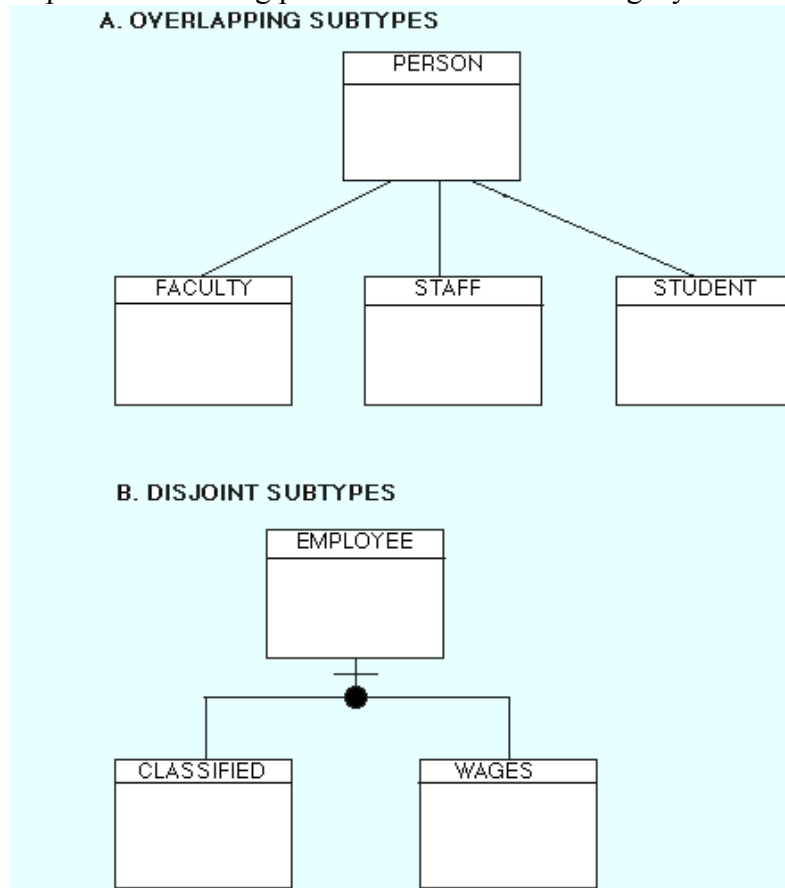 A. OVERLAPPING SUBTYPES
PERSON
FACULTY STAFF STUDENT
B. DISJOINT SUBTYPES
EMPLOYEE
CLASSIFIED WAGES